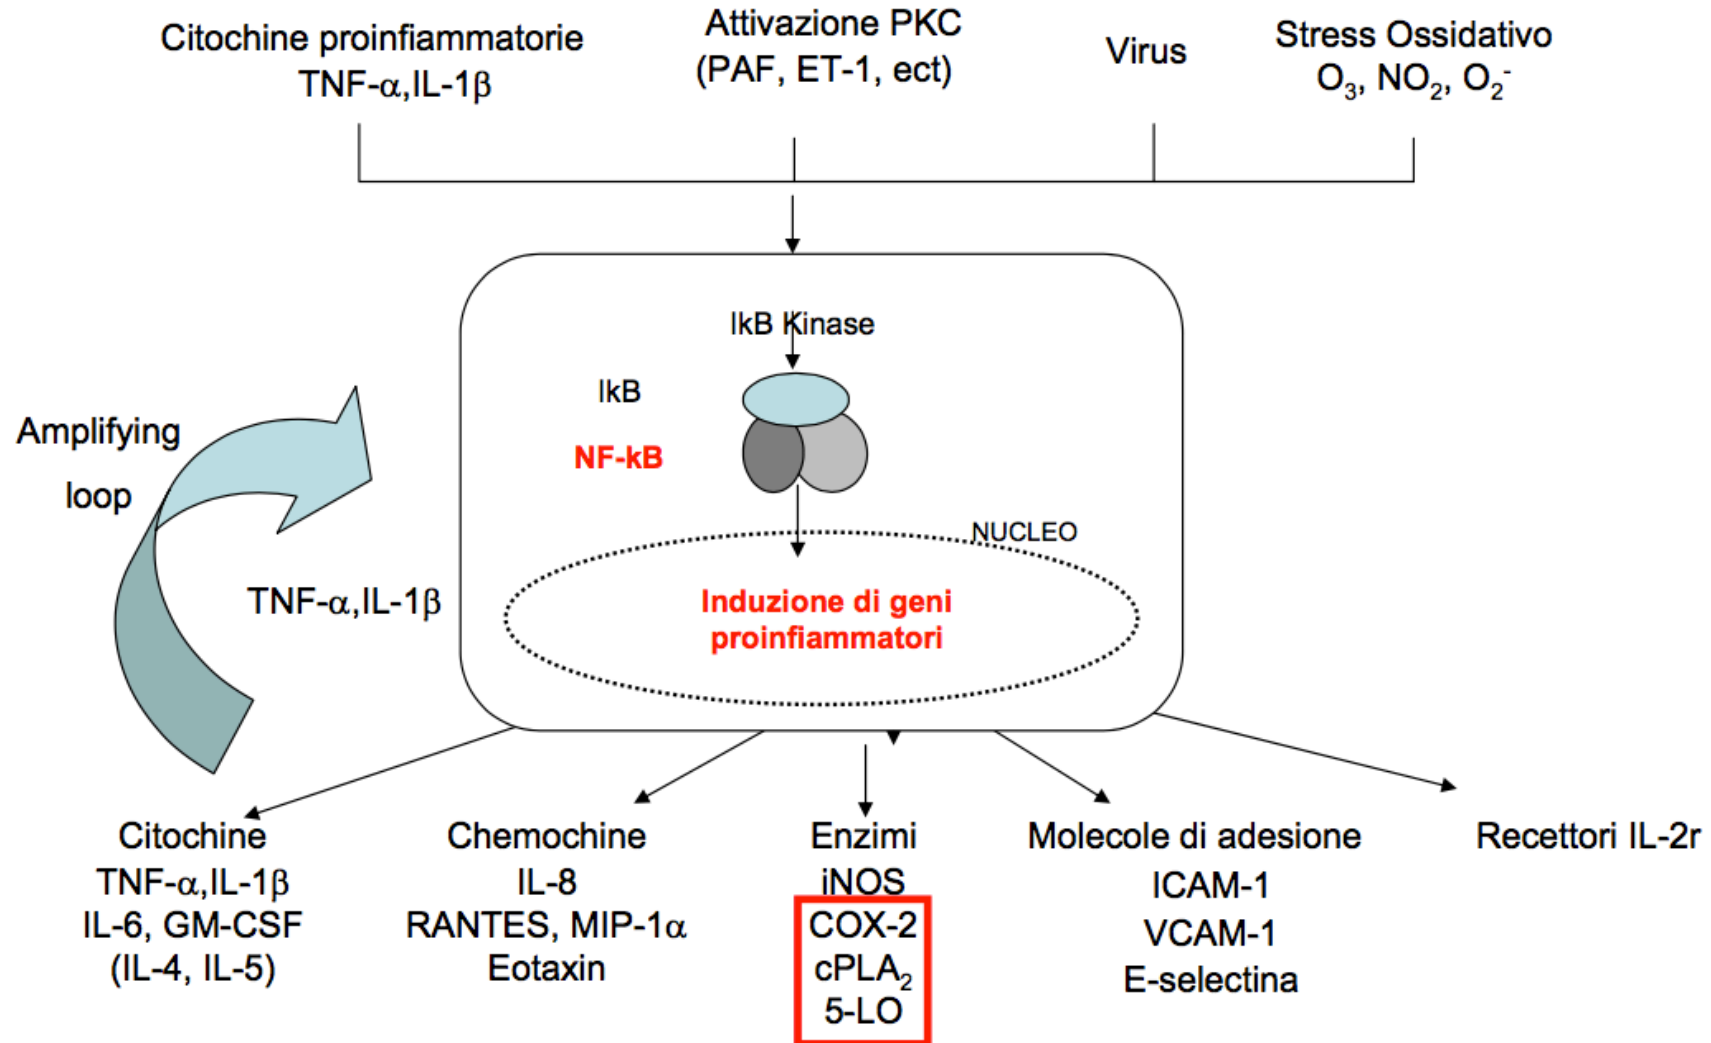 Citochine proinfiammatorie
TNF-α,IL-1β
Attivazione PKC
(PAF, ET-1, ect)
Virus
Stress Ossidativo
O₃, NO₂, O₂⁻
IkB Kinase
IkB
NF-kB
NUCLEO
Induzione di geni
proinfiammatori
Amplifying
loop
TNF-α,IL-1β
Citochine
TNF-α,IL-1β
IL-6, GM-CSF
(IL-4, IL-5)
Chemochine
IL-8
RANTES, MIP-1α
Eotaxin
Enzimi
iNOS
COX-2
cPLA₂
5-LO
Molecole di adesione
ICAM-1
VCAM-1
E-selectina
Recettori IL-2r